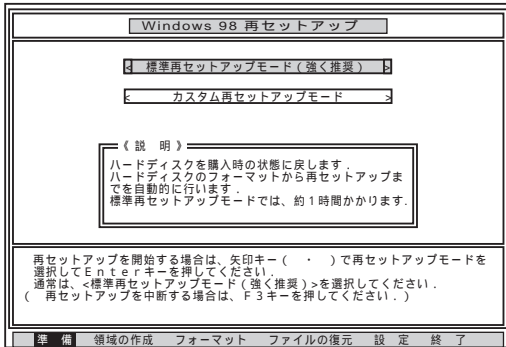 Windows 98 再セットアップ
< 標準再セットアップモード（強く推奨） >
< カスタム再セットアップモード >
《 説 明 》
ハードディスクを購入時の状態に戻します．
ハードディスクのフォーマットから再セットアップま
でを自動的に行います．
標準再セットアップモードでは、約１時間かかります．
再セットアップを開始する場合は、矢印キー（ ・ ）で再セットアップモードを
選択してＥｎｔｅｒキーを押してください．
通常は、<標準再セットアップモード（強く推奨）>を選択してください．
（ 再セットアップを中断する場合は、Ｆ３キーを押してください．）
準 備 領域の作成 フォーマット ファイルの復元 設 定 終 了